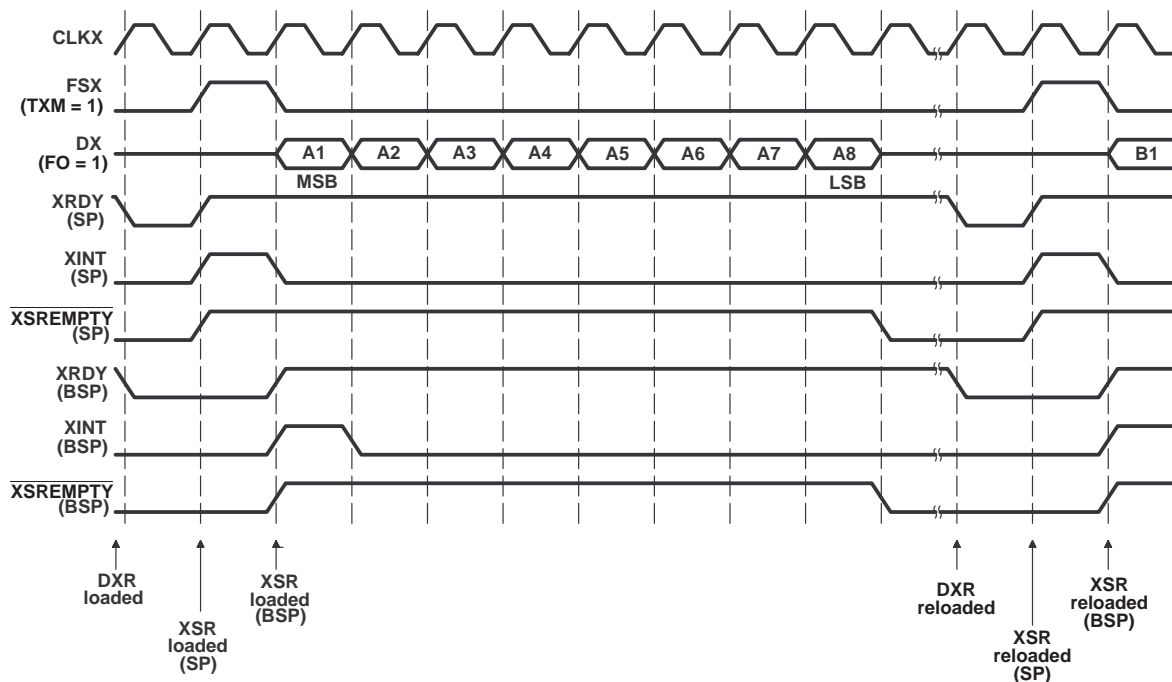 CLKX
FSX
(TXM = 1)
DX
(FO = 1)
A1
A2
A3
A4
A5
A6
A7
A8
B1
MSB
LSB
XRDY
(SP)
XINT
(SP)
XSREMPTY
(SP)
XRDY
(BSP)
XINT
(BSP)
XSREMPTY
(BSP)
DXR
loaded
XSR
loaded
(SP)
XSR
loaded
(BSP)
DXR
reloaded
XSR
reloaded
(SP)
XSR
reloaded
(BSP)